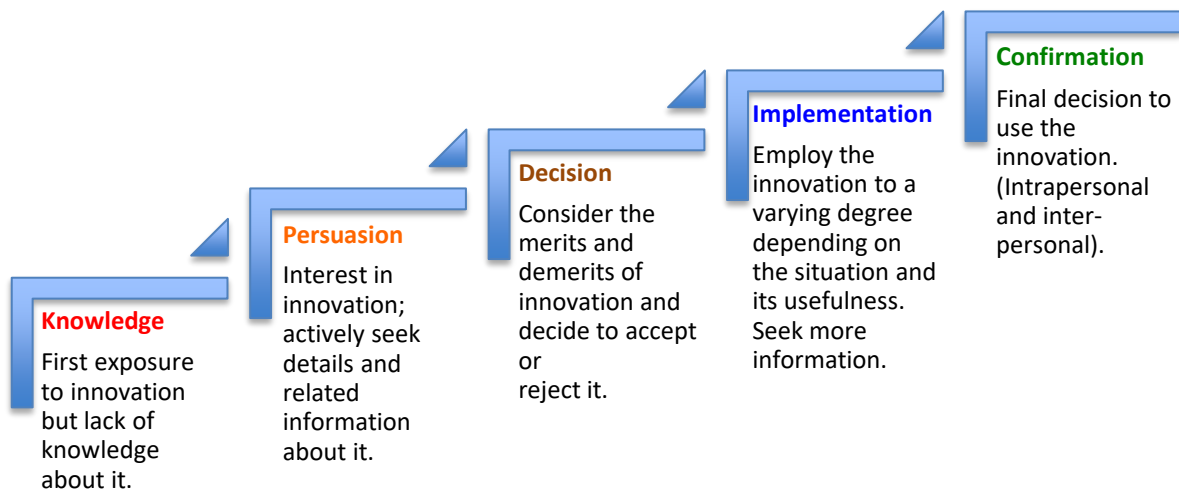 Knowledge
First exposure
to innovation
but lack of
knowledge
about it.
Persuasion
Interest in
innovation;
actively seek
details and
related
information
about it.
Decision
Consider the
merits and
demerits of
innovation and
decide to accept
or
reject it.
Implementation
Employ the
innovation to a
varying degree
depending on
the situation and
its usefulness.
Seek more
information.
Confirmation
Final decision to
use the
innovation.
(Intrapersonal
and inter-
personal).